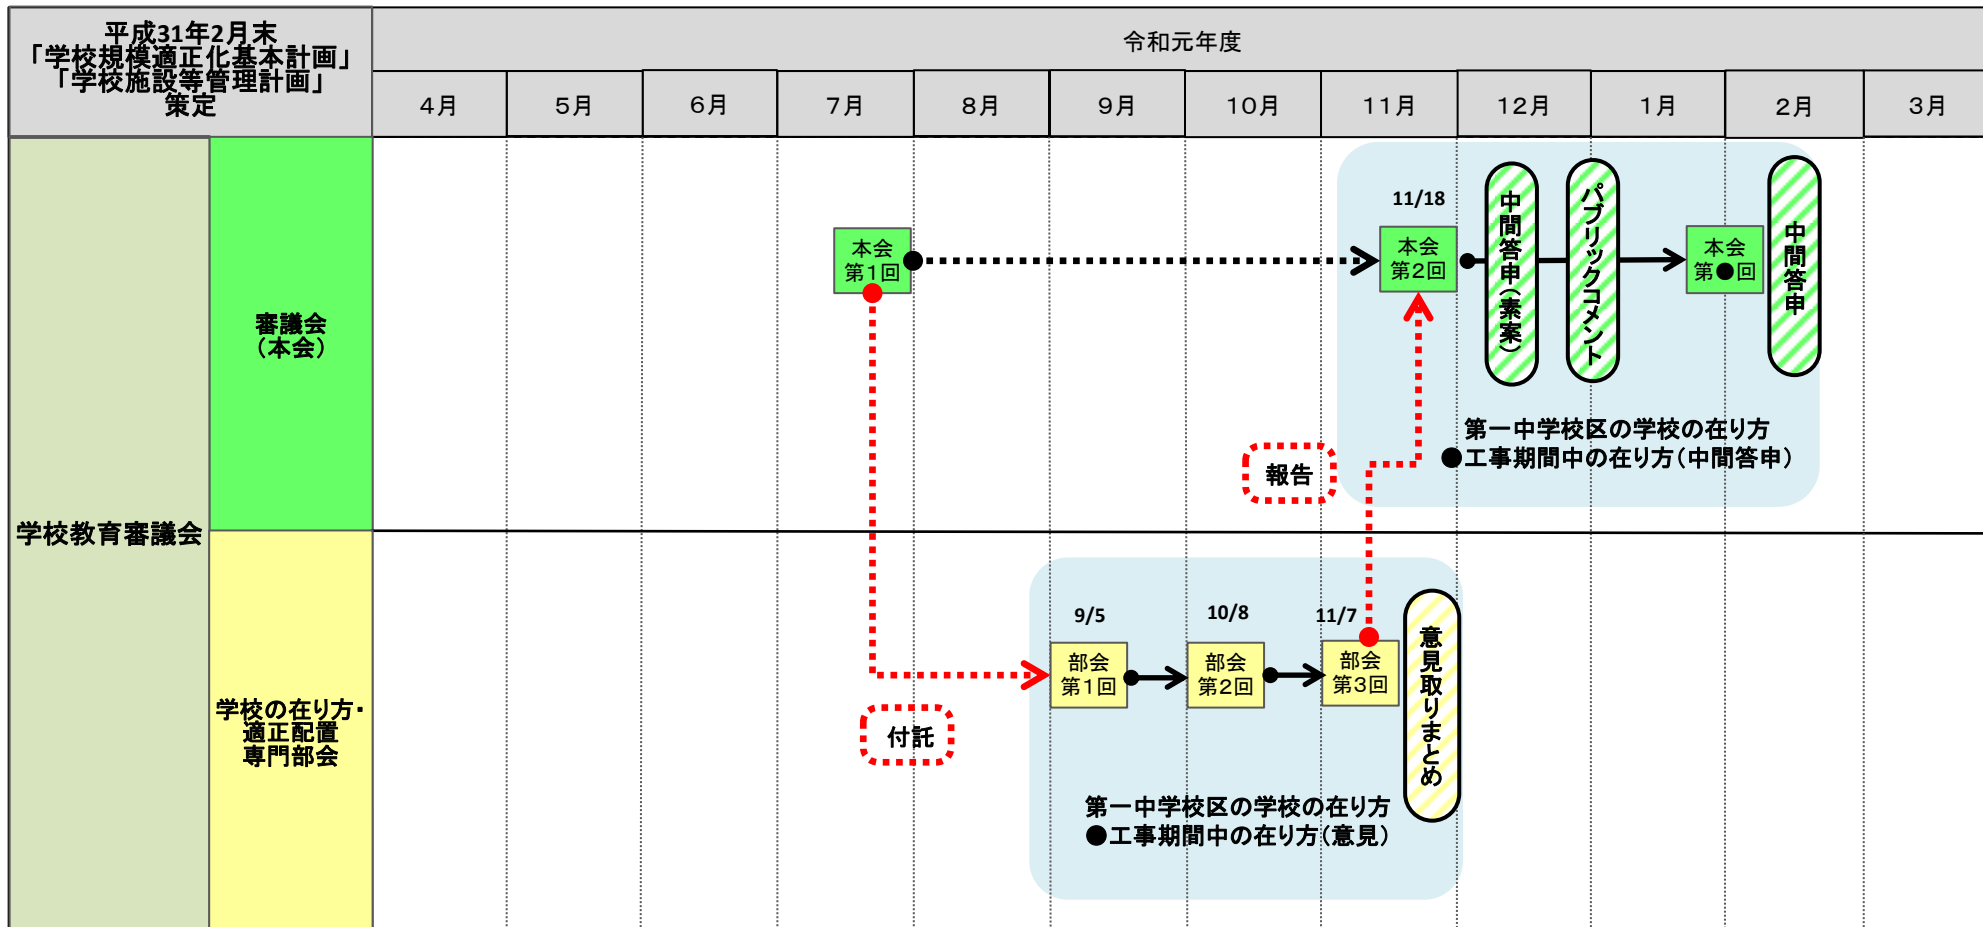 平成31年2月末
「学校規模適正化基本計画」
「学校施設等管理計画」
策定
令和元年度
4月
5月
6月
7月
8月
9月
10月
11月
12月
1月
2月
3月
学校教育審議会
審議会
（本会）
本会
第1回
11/18
本会
第2回
中間答申（素案）
パブリックコメント
本会
第●回
中間答申
第一中学校区の学校の在り方
●工事期間中の在り方（中間答申）
報告
学校の在り方・
適正配置
専門部会
付託
9/5
部会
第1回
10/8
部会
第2回
11/7
部会
第3回
意見取りまとめ
第一中学校区の学校の在り方
●工事期間中の在り方（意見）